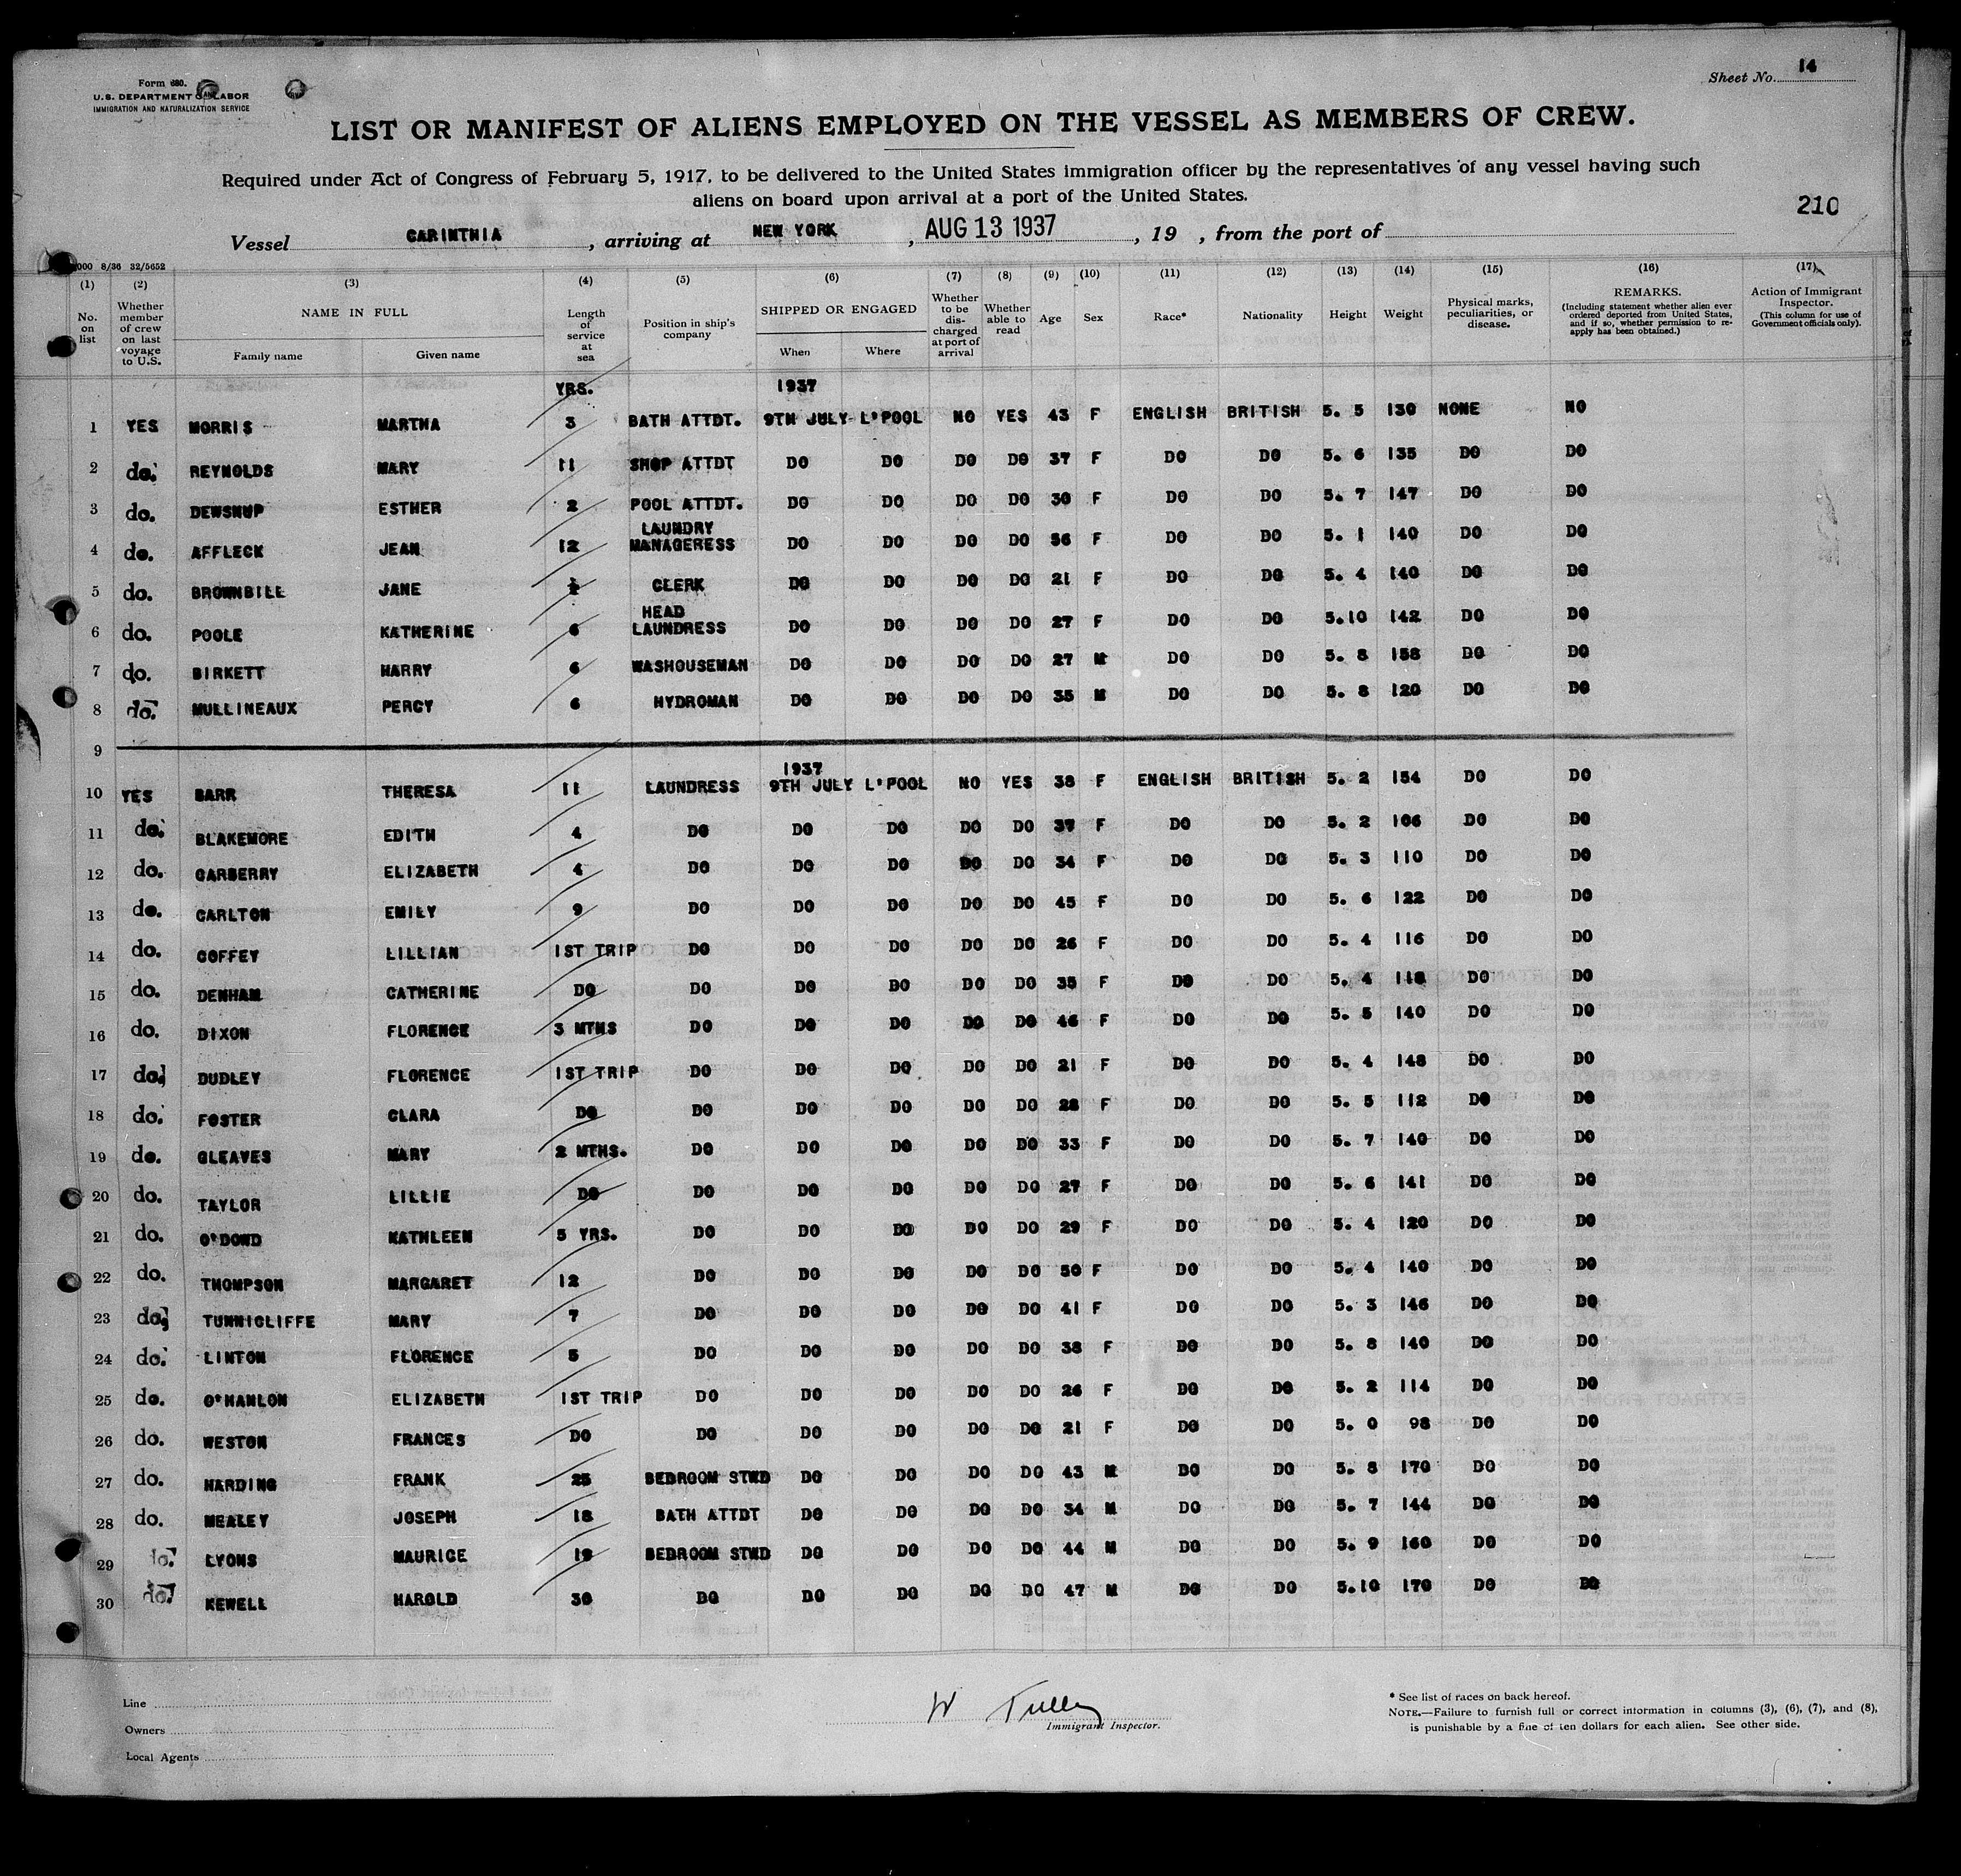 Form 680.
U.S. DEPARTMENT OF LABOR
IMMIGRATION AND NATURALIZATION SERVICE
Sheet No. 14
LIST OR MANIFEST OF ALIENS EMPLOYED ON THE VESSEL AS MEMBERS OF CREW.
Required under Act of Congress of February 5, 1917, to be delivered to the United States immigration officer by the representatives of any vessel having such
aliens on board upon arrival at a port of the United States.
210
Vessel CARINTHIA, arriving at NEW YORK, AUG 13 1937, 19 , from the port of
000 8/36 32/5652
(1) (2) (3) (4) (5) (6) (7) (8) (9) (10) (11) (12) (13) (14) (15) (16) (17)
No. on list
Whether member of crew on last voyage to U.S.
NAME IN FULL
Family name Given name
Length of service at sea
Position in ship's company
SHIPPED OR ENGAGED
When Where
Whether to be discharged at port of arrival
Whether able to read
Age
Sex
Race*
Nationality
Height
Weight
Physical marks, peculiarities, or disease.
REMARKS.
(Including statement whether alien ever ordered deported from United States, and if so, whether permission to reapply has been obtained.)
Action of Immigrant Inspector.
(This column for use of Government officials only).
YRS. 1937
1 YES MORRIS MARTHA 3 BATH ATTDT. 9TH JULY L'POOL NO YES 43 F ENGLISH BRITISH 5. 5 130 NONE NO
2 do. REYNOLDS MARY 11 SHOP ATTDT DO DO DO DO 37 F DO DO 5. 6 135 DO DO
3 do. DEWSNUP ESTHER 2 POOL ATTDT. DO DO DO DO 30 F DO DO 5. 7 147 DO DO
4 do. AFFLECK JEAN 12 LAUNDRY MANAGERESS DO DO DO DO 56 F DO DO 5. 1 140 DO DO
5 do. BROWNBILL JANE CLERK DO DO DO DO 21 F DO DO 5. 4 140 DO DO
6 do. POOLE KATHERINE 6 HEAD LAUNDRESS DO DO DO DO 27 F DO DO 5.10 142 DO DO
7 do. BIRKETT HARRY 6 WASHOUSEMAN DO DO DO DO 27 M DO DO 5. 8 158 DO DO
8 do. MULLINEAUX PERCY 6 HYDROMAN DO DO DO DO 35 M DO DO 5. 8 120 DO DO
9
1937
10 YES BARR THERESA 11 LAUNDRESS 9TH JULY L'POOL NO YES 38 F ENGLISH BRITISH 5. 2 154 DO DO
11 do. BLAKEMORE EDITH 4 DO DO DO DO DO 37 F DO DO 5. 2 106 DO DO
12 do. CARBERRY ELIZABETH 4 DO DO DO DO DO 34 F DO DO 5. 3 110 DO DO
13 do. CARLTON EMILY 9 DO DO DO DO DO 45 F DO DO 5. 6 122 DO DO
14 do. COFFEY LILLIAN 1ST TRIP DO DO DO DO DO 26 F DO DO 5. 4 116 DO DO
15 do. DENHAM CATHERINE DO DO DO DO DO DO 35 F DO DO 5. 4 118 DO DO
16 do. DIXON FLORENCE 3 MTHS DO DO DO DO DO 46 F DO DO 5. 5 140 DO DO
17 do. DUDLEY FLORENCE 1ST TRIP DO DO DO DO DO 21 F DO DO 5. 4 148 DO DO
18 do. FOSTER CLARA DO DO DO DO DO DO 28 F DO DO 5. 5 112 DO DO
19 do. GLEAVES MARY 2 MTHS. DO DO DO DO DO 33 F DO DO 5. 7 140 DO DO
20 do. TAYLOR LILLIE DO DO DO DO DO DO 27 F DO DO 5. 6 141 DO DO
21 do. O'DOWD KATHLEEN 5 YRS. DO DO DO DO DO 29 F DO DO 5. 4 120 DO DO
22 do. THOMPSON MARGARET 12 DO DO DO DO DO 50 F DO DO 5. 4 140 DO DO
23 do. TUNNICLIFFE MARY 7 DO DO DO DO DO 41 F DO DO 5. 3 146 DO DO
24 do. LINTON FLORENCE 5 DO DO DO DO DO 38 F DO DO 5. 8 140 DO DO
25 do. O'HANLON ELIZABETH 1ST TRIP DO DO DO DO DO 26 F DO DO 5. 2 114 DO DO
26 do. WESTON FRANCES DO DO DO DO DO DO 21 F DO DO 5. 0 98 DO DO
27 do. HARDING FRANK 25 BEDROOM STWD DO DO DO DO 43 M DO DO 5. 8 170 DO DO
28 do. HEALEY JOSEPH 18 BATH ATTDT DO DO DO DO 34 M DO DO 5. 7 144 DO DO
29 do. LYONS MAURICE 19 BEDROOM STWD DO DO DO DO 44 M DO DO 5. 9 160 DO DO
30 do. KEWELL HAROLD 30 DO DO DO DO DO 47 M DO DO 5.10 170 DO DO
Line
Owners
Local Agents
W Tully
Immigrant Inspector.
* See list of races on back hereof.
NOTE.—Failure to furnish full or correct information in columns (3), (6), (7), and (8),
is punishable by a fine of ten dollars for each alien. See other side.